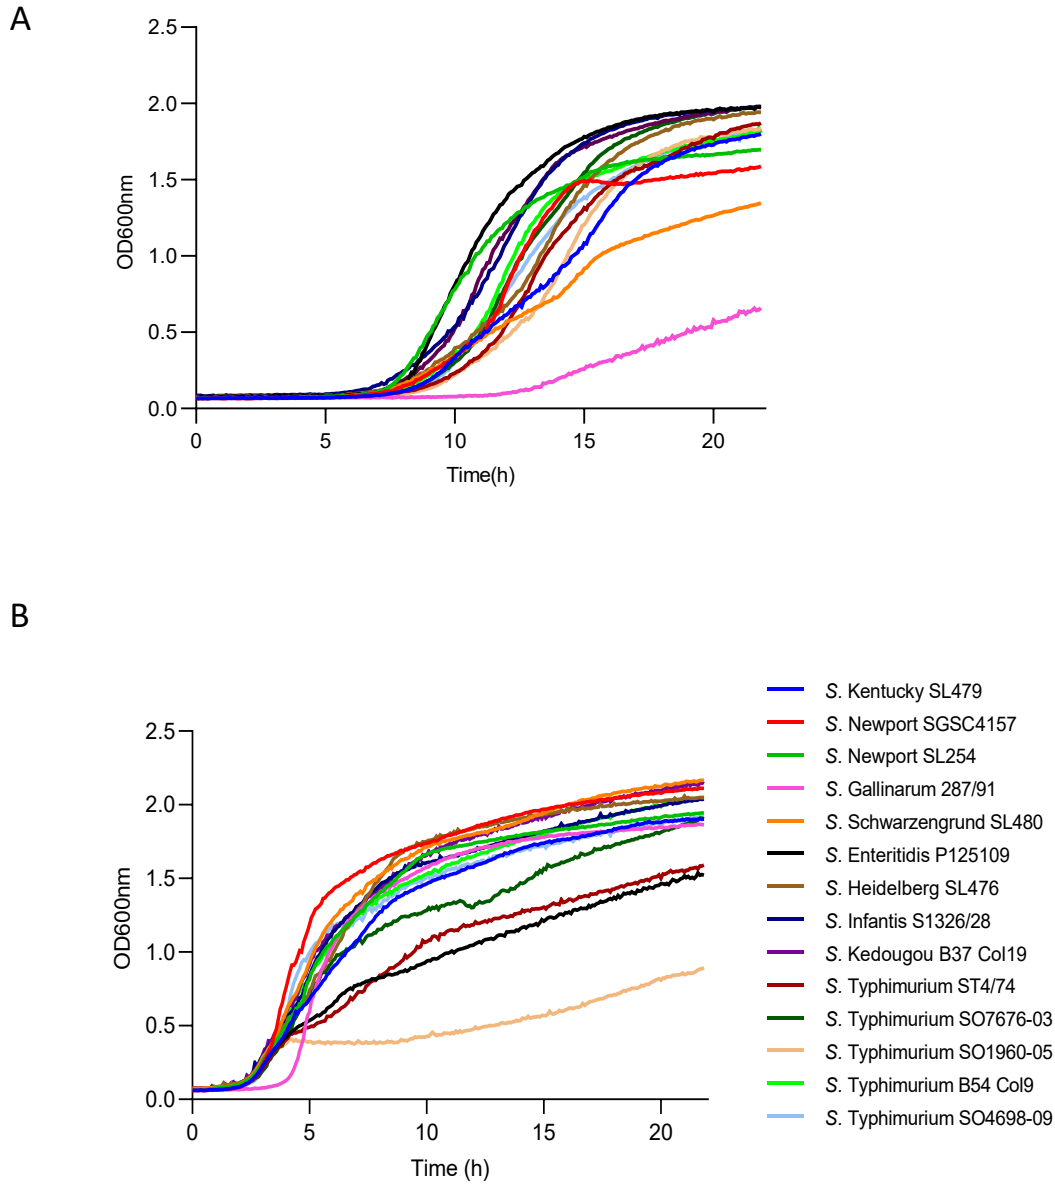 A
2.5
2.0
1.5
1.0
0.5
0.0
OD600nm
0 5 10 15 20
Time(h)
B
2.5
2.0
1.5
1.0
0.5
0.0
OD600nm
0 5 10 15 20
Time (h)
S. Kentucky SL479
S. Newport SGSC4157
S. Newport SL254
S. Gallinarum 287/91
S. Schwarzengrund SL480
S. Enteritidis P125109
S. Heidelberg SL476
S. Infantis S1326/28
S. Kedougou B37 Col19
S. Typhimurium ST4/74
S. Typhimurium SO7676-03
S. Typhimurium SO1960-05
S. Typhimurium B54 Col9
S. Typhimurium SO4698-09